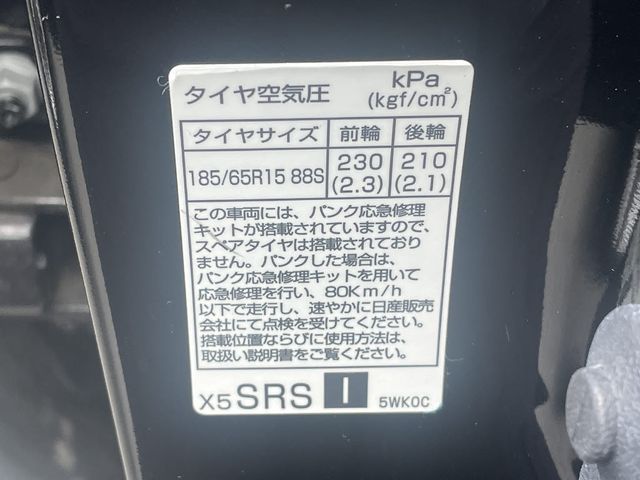 タイヤ空気圧 kPa
(kgf/cm²)
タイヤサイズ 前輪 後輪
185/65R15 88S 230 210
(2.3) (2.1)
この車両には、パンク応急修理
キットが搭載されていますので、
スペアタイヤは搭載されており
ません。パンクした場合は、
パンク応急修理キットを用いて
応急修理を行い、80Km/h
以下で走行し、速やかに日産販売
会社にて点検を受けてください。
搭載位置ならびに使用方法は、
取扱い説明書をご覧ください。
X5 SRS I 5WK0C